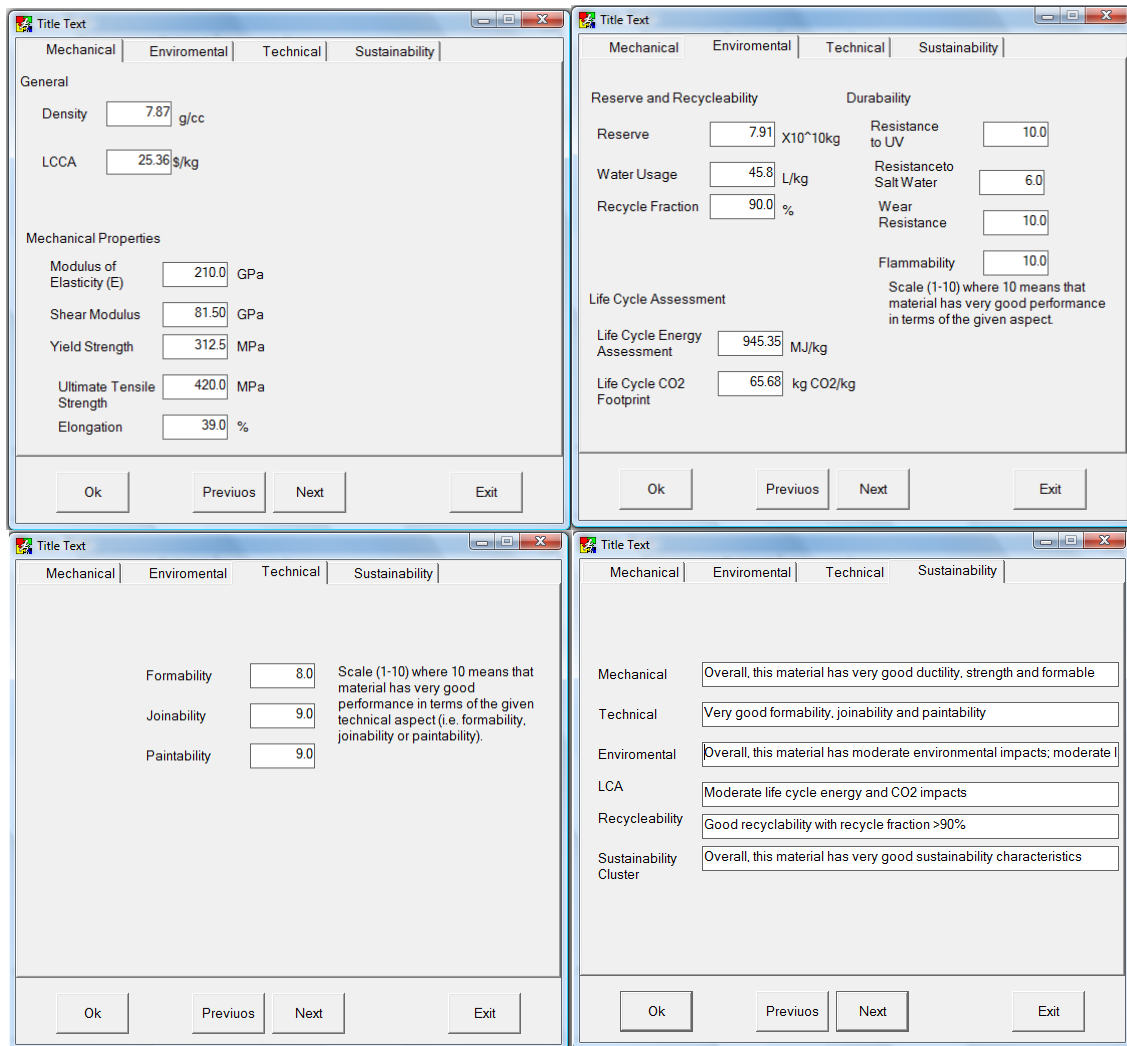 Title Text
Mechanical Enviromental Technical Sustainability
General
Density 7.87 g/cc
LCCA 25.36 $/kg
Mechanical Properties
Modulus of
Elasticity (E) 210.0 GPa
Shear Modulus 81.50 GPa
Yield Strength 312.5 MPa
Ultimate Tensile
Strength 420.0 MPa
Elongation 39.0 %
Ok Previuos Next Exit
Title Text
Mechanical Enviromental Technical Sustainability
Reserve and Recycleability
Reserve 7.91 X10^10kg
Water Usage 45.8 L/kg
Recycle Fraction 90.0 %
Durabaility
Resistance
to UV 10.0
Resistanceto
Salt Water 6.0
Wear
Resistance 10.0
Flammability 10.0
Scale (1-10) where 10 means that
material has very good performance
in terms of the given aspect.
Life Cycle Assessment
Life Cycle Energy
Assessment 945.35 MJ/kg
Life Cycle CO2
Footprint 65.68 kg CO2/kg
Ok Previuos Next Exit
Title Text
Mechanical Enviromental Technical Sustainability
Formability 8.0
Joinability 9.0
Paintability 9.0
Scale (1-10) where 10 means that
material has very good
performance in terms of the given
technical aspect (i.e. formability,
joinability or paintability).
Ok Previuos Next Exit
Title Text
Mechanical Enviromental Technical Sustainability
Mechanical Overall, this material has very good ductility, strength and formable
Technical Very good formability, joinability and paintability
Enviromental Overall, this material has moderate environmental impacts; moderate l
LCA Moderate life cycle energy and CO2 impacts
Recycleability Good recyclability with recycle fraction >90%
Sustainability
Cluster Overall, this material has very good sustainability characteristics
Ok Previuos Next Exit